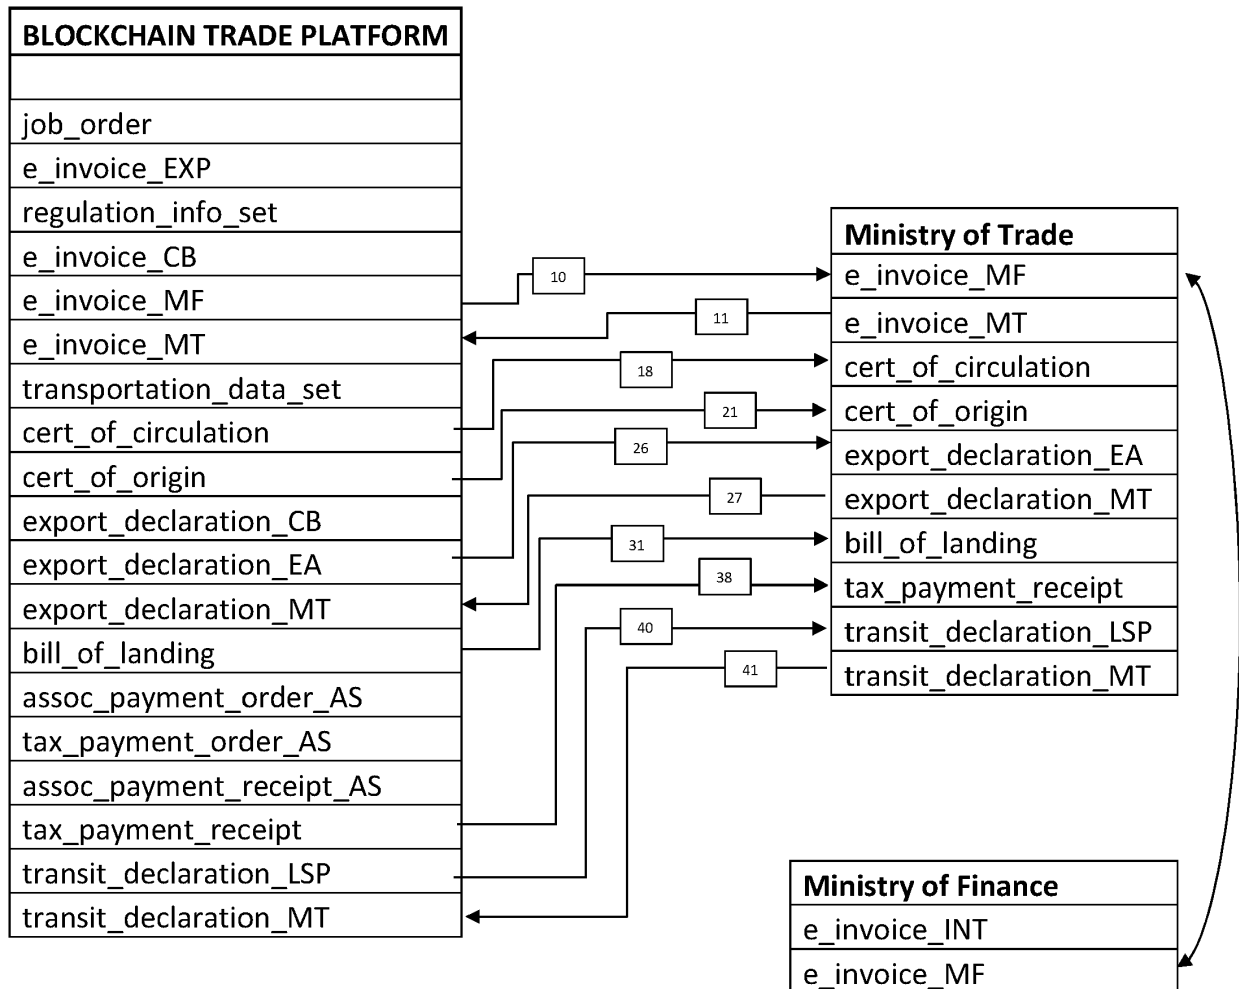 BLOCKCHAIN TRADE PLATFORM
job_order
e_invoice_EXP
regulation_info_set
e_invoice_CB
e_invoice_MF
e_invoice_MT
transportation_data_set
cert_of_circulation
cert_of_origin
export_declaration_CB
export_declaration_EA
export_declaration_MT
bill_of_landing
assoc_payment_order_AS
tax_payment_order_AS
assoc_payment_receipt_AS
tax_payment_receipt
transit_declaration_LSP
transit_declaration_MT
10
11
18
21
26
27
31
38
40
41
Ministry of Trade
e_invoice_MF
e_invoice_MT
cert_of_circulation
cert_of_origin
export_declaration_EA
export_declaration_MT
bill_of_landing
tax_payment_receipt
transit_declaration_LSP
transit_declaration_MT
Ministry of Finance
e_invoice_INT
e_invoice_MF